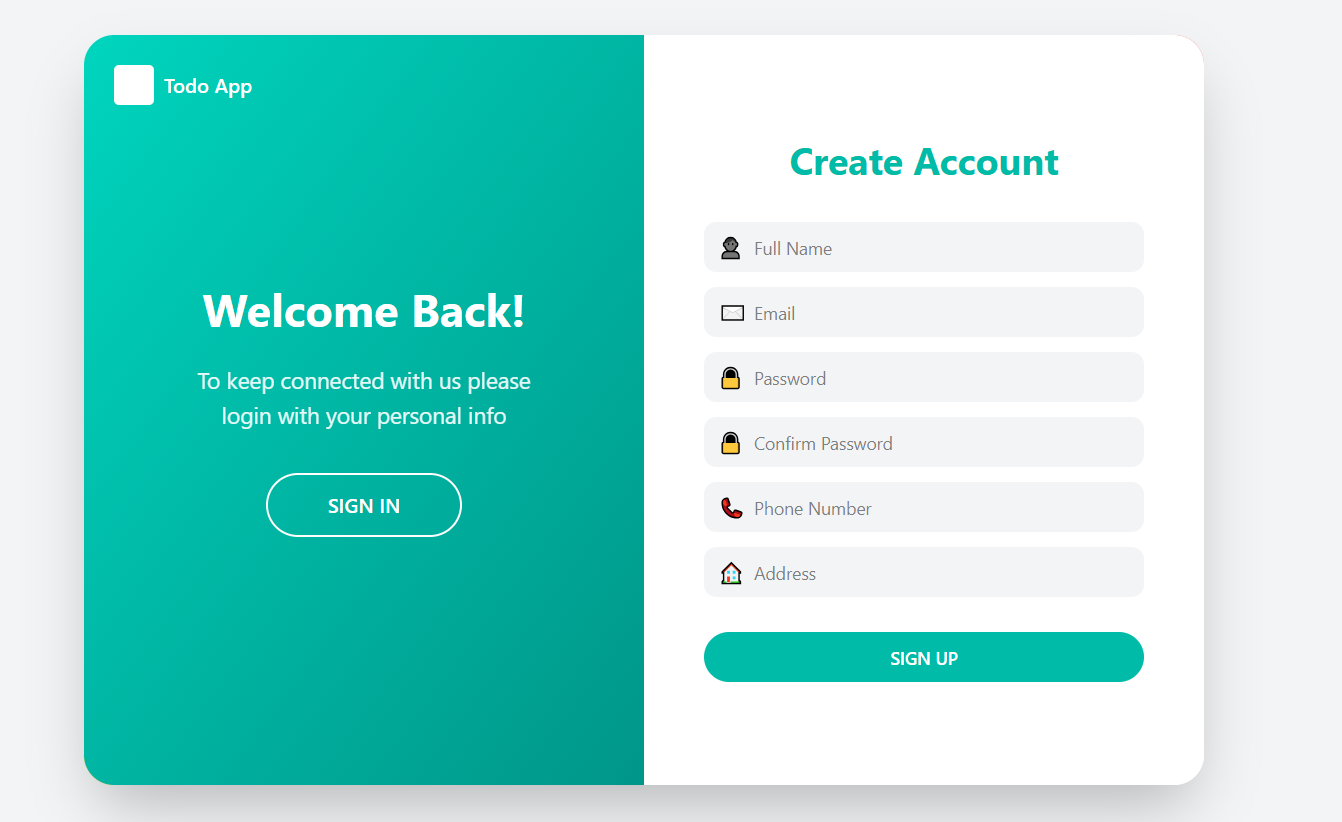 Todo App
Welcome Back!
To keep connected with us please
login with your personal info
SIGN IN
Create Account
Full Name
Email
Password
Confirm Password
Phone Number
Address
SIGN UP